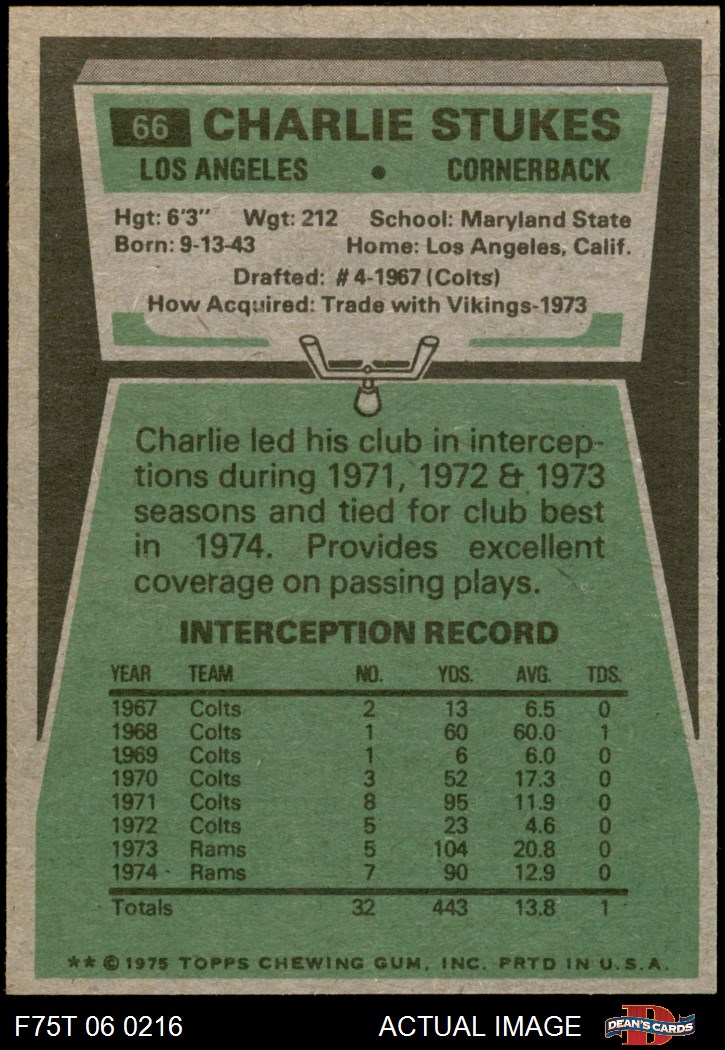 66 CHARLIE STUKES
LOS ANGELES • CORNERBACK
Hgt: 6'3" Wgt: 212 School: Maryland State
Born: 9-13-43 Home: Los Angeles, Calif.
Drafted: #4-1967 (Colts)
How Acquired: Trade with Vikings-1973
Charlie led his club in intercep-
tions during 1971, 1972 & 1973
seasons and tied for club best
in 1974. Provides excellent
coverage on passing plays.
INTERCEPTION RECORD
YEAR TEAM NO. YDS. AVG. TDS.
1967 Colts 2 13 6.5 0
1968 Colts 1 60 60.0 1
1969 Colts 1 6 6.0 0
1970 Colts 3 52 17.3 0
1971 Colts 8 95 11.9 0
1972 Colts 5 23 4.6 0
1973 Rams 5 104 20.8 0
1974 Rams 7 90 12.9 0
Totals 32 443 13.8 1
** © 1975 TOPPS CHEWING GUM, INC. PRTD IN U.S.A.
F75T 06 0216 ACTUAL IMAGE D DEAN'S CARDS